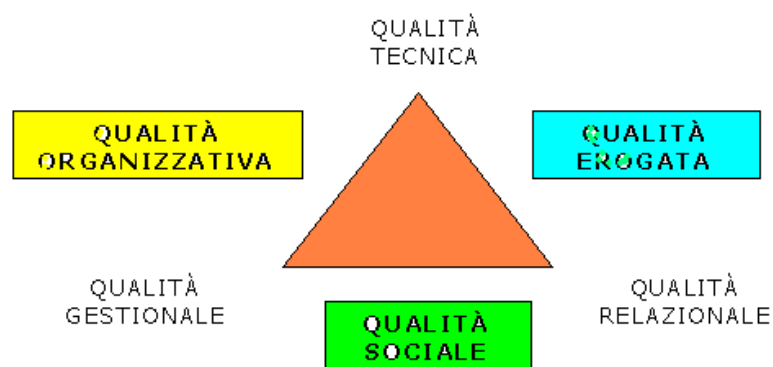 QUALITÀ
TECNICA
QUALITÀ
ORGANIZZATIVA
QUALITÀ
EROGATA
QUALITÀ
GESTIONALE
QUALITÀ
RELAZIONALE
QUALITÀ
SOCIALE